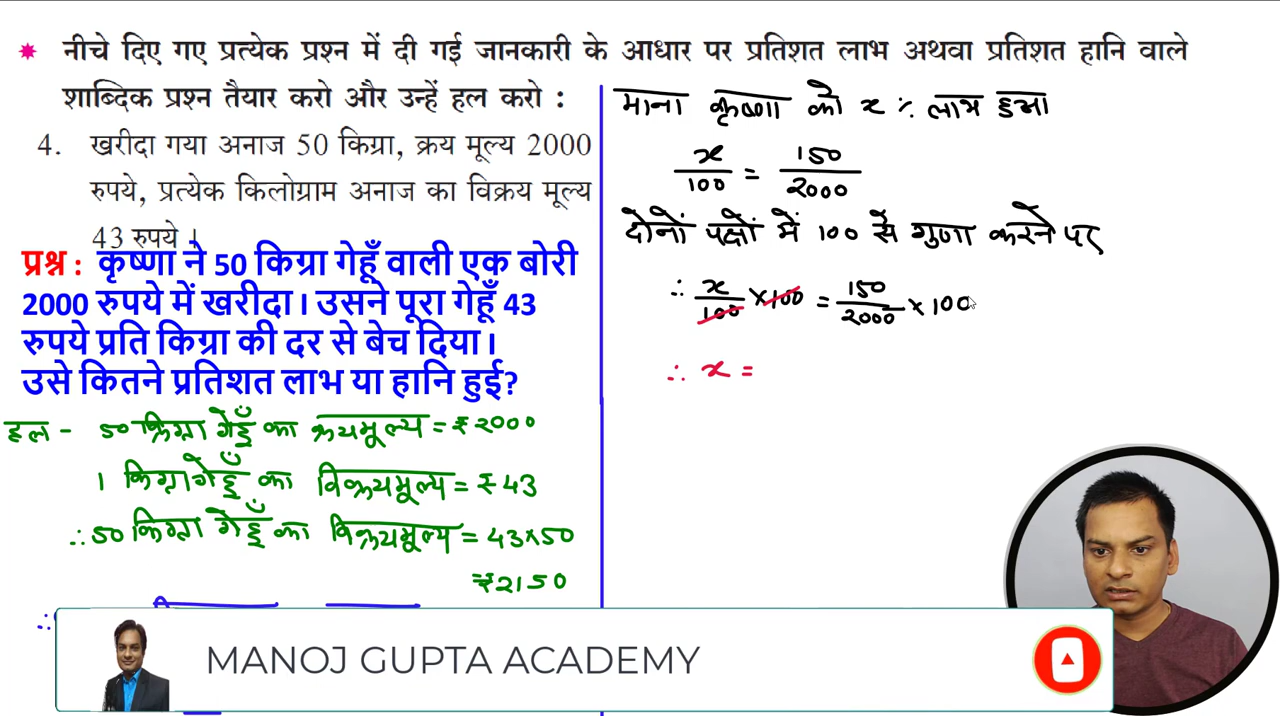 * नीचे दिए गए प्रत्येक प्रश्न में दी गई जानकारी के आधार पर प्रतिशत लाभ अथवा प्रतिशत हानि वाले
शाब्दिक प्रश्न तैयार करो और उन्हें हल करो :
4. खरीदा गया अनाज 50 किग्रा, क्रय मूल्य 2000
रुपये, प्रत्येक किलोग्राम अनाज का विक्रय मूल्य
43 रुपये ।
प्रश्न : कृष्णा ने 50 किग्रा गेहूँ वाली एक बोरी
2000 रुपये में खरीदा। उसने पूरा गेहूँ 43
रुपये प्रति किग्रा की दर से बेच दिया।
उसे कितने प्रतिशत लाभ या हानि हुई?
हल - 50 किग्रा गेहूँ का क्रयमूल्य = ₹2000
1 किग्रा गेहूँ का विक्रयमूल्य = ₹43
∴ 50 किग्रा गेहूँ का विक्रयमूल्य = 43×50
= ₹2150
∴
माना कृष्णा को x % लाभ हुआ
x/100 = 150/2000
दोनों पक्षों में 100 से गुणा करने पर
∴ x/100 × 100 = 150/2000 × 100
∴ x =
MANOJ GUPTA ACADEMY